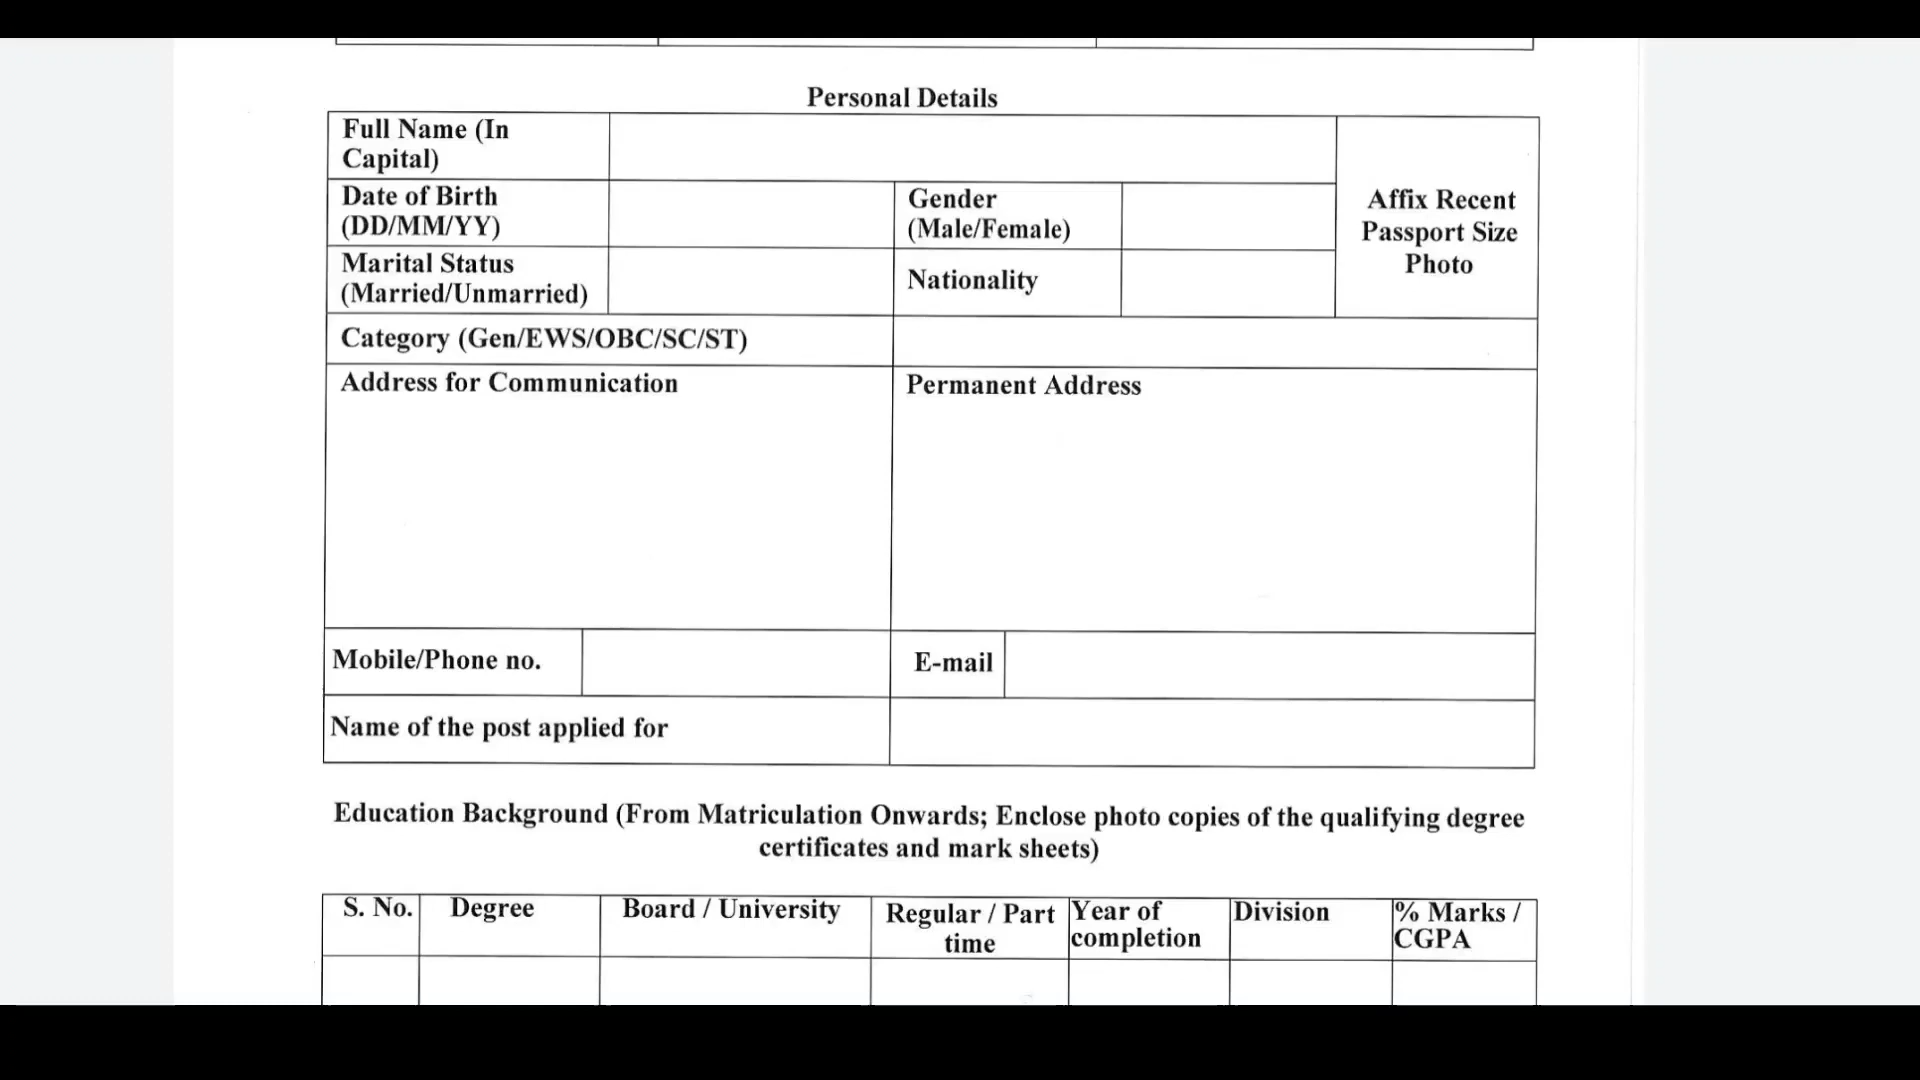 Personal Details
Full Name (In
Capital)
Date of Birth
(DD/MM/YY)
Gender
(Male/Female)
Affix Recent
Passport Size
Photo
Marital Status
(Married/Unmarried)
Nationality
Category (Gen/EWS/OBC/SC/ST)
Address for Communication
Permanent Address
Mobile/Phone no.
E-mail
Name of the post applied for
Education Background (From Matriculation Onwards; Enclose photo copies of the qualifying degree
certificates and mark sheets)
S. No.
Degree
Board / University
Regular / Part
time
Year of
completion
Division
% Marks /
CGPA